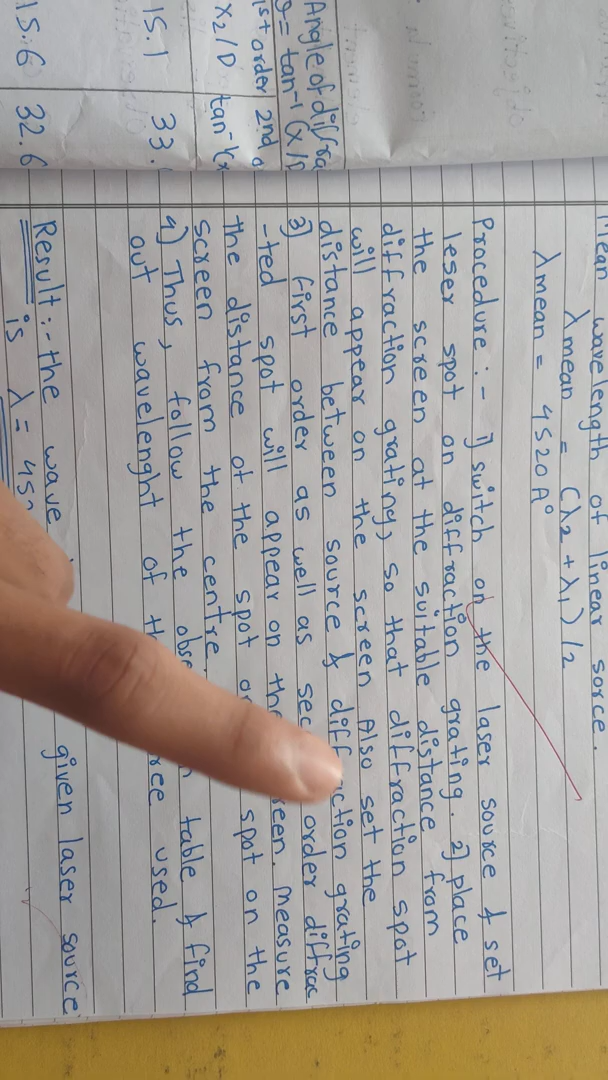 Angle of diffra
θ = tan⁻¹ (x/D
1st order 2nd o
x₂/D tan⁻¹(x
15.1 33.
15.6 32.6
Mean wavelength of linear sorce.
λmean = (λ2 + λ1) / 2
λmean = 4520 A°
Procedure :- 1) switch on the laser source & set
leser spot on diffraction grating. 2) place
the screen at the suitable distance from
diffraction grating, so that diffraction spot
will appear on the screen Also set the
distance between source & diff ction grating
3) first order as well as sec order diffrac
-ted spot will appear on the reen. measure
the distance of the spot spot on the
screen from the centre.
4) Thus, follow the obse n table & find
out wavelenght of th ree used.
Result :- the wave given laser source
is λ = 452